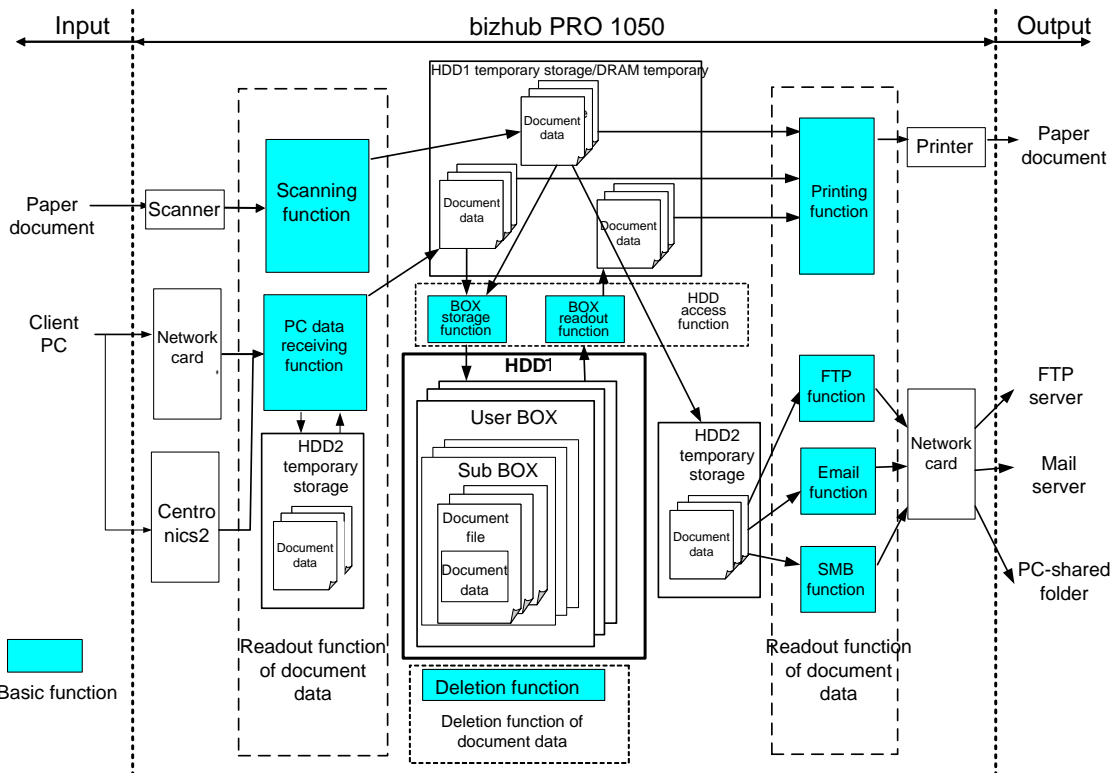 Input
bizhub PRO 1050
Output
HDD1 temporary storage/DRAM temporary
Document
data
Document
data
Document
data
Scanning
function
Printing
function
Printer
Paper
document
Paper
document
Scanner
HDD
access
function
BOX
storage
function
BOX
readout
function
Client
PC
Network
card
PC data
receiving
function
HDD1
User BOX
Sub BOX
Document
file
Document
data
HDD2
temporary
storage
Document
data
HDD2
temporary
storage
Document
data
FTP
function
Email
function
SMB
function
Network
card
FTP
server
Mail
server
PC-shared
folder
Centro
nics2
Basic function
Readout function
of document
data
Deletion function
Deletion function of
document data
Readout function
of document
data